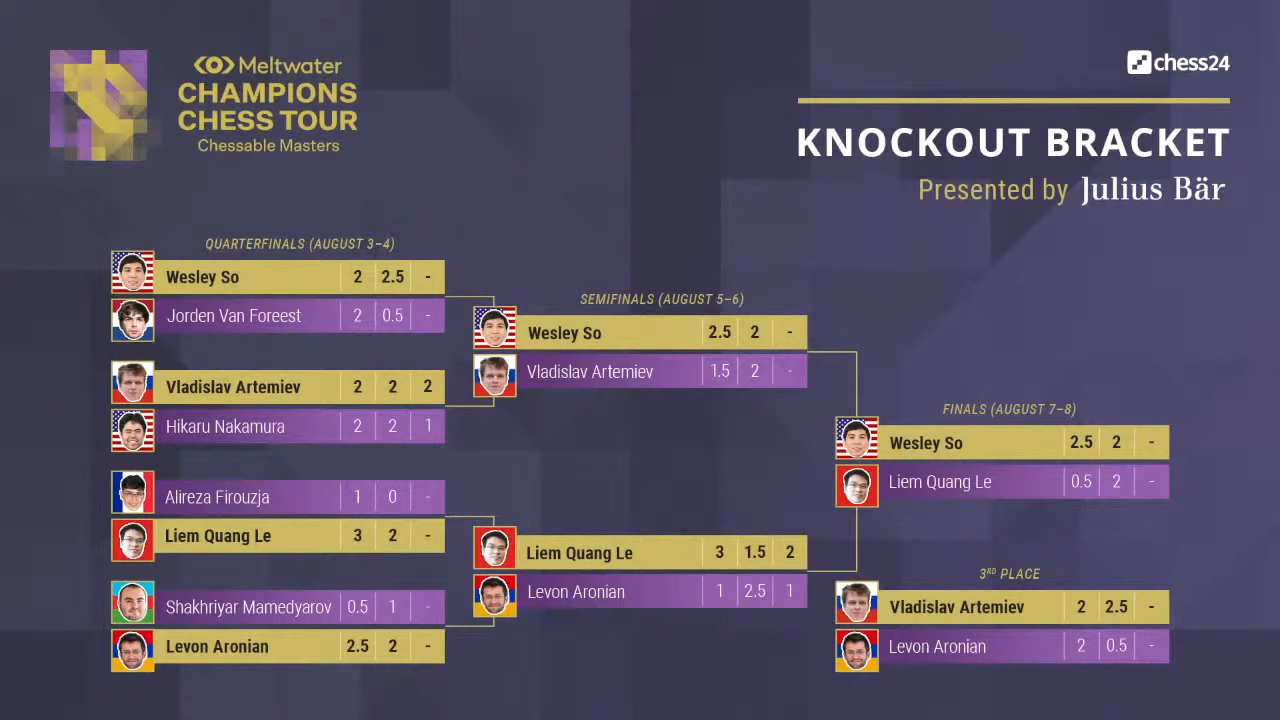 Meltwater
CHAMPIONS
CHESS TOUR
Chessable Masters
chess24
KNOCKOUT BRACKET
Presented by Julius Bär
QUARTERFINALS (AUGUST 3–4)
Wesley So 2 2.5 -
Jorden Van Foreest 2 0.5 -
Vladislav Artemiev 2 2 2
Hikaru Nakamura 2 2 1
Alireza Firouzja 1 0 -
Liem Quang Le 3 2 -
Shakhriyar Mamedyarov 0.5 1 -
Levon Aronian 2.5 2 -
SEMIFINALS (AUGUST 5–6)
Wesley So 2.5 2 -
Vladislav Artemiev 1.5 2 -
Liem Quang Le 3 1.5 2
Levon Aronian 1 2.5 1
FINALS (AUGUST 7–8)
Wesley So 2.5 2 -
Liem Quang Le 0.5 2 -
3RD PLACE
Vladislav Artemiev 2 2.5 -
Levon Aronian 2 0.5 -